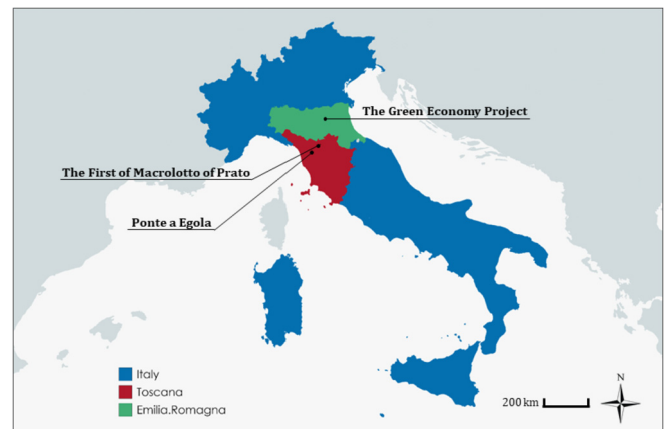 The Green Economy Project
The First of Macrolotto of Prato
Ponte a Egola
Italy
Toscana
Emilia.Romagna
200 km
N